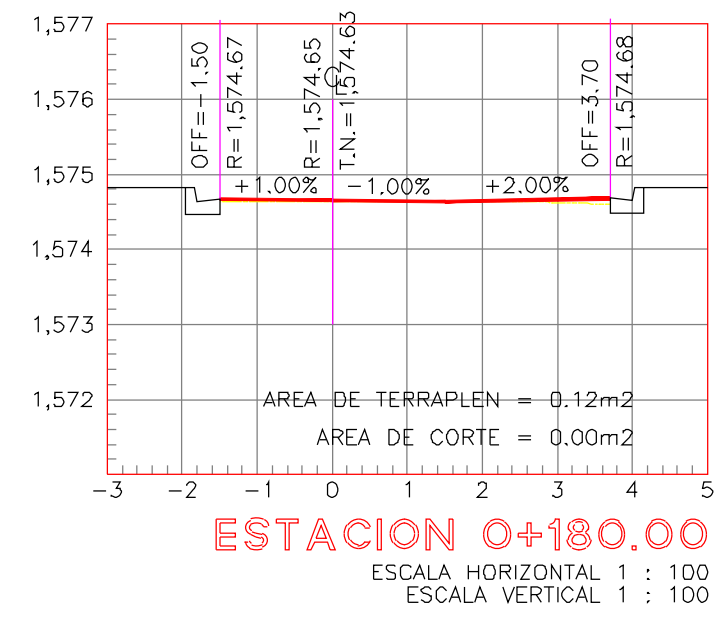 1,577
1,576
1,575
1,574
1,573
1,572
OFF=-1.50
R=1,574.67
R=1,574.65
T.N.=1,574.63
CL
OFF=3.70
R=1,574.68
+1.00%
-1.00%
+2.00%
AREA DE TERRAPLEN = 0.12m2
AREA DE CORTE = 0.00m2
-3 -2 -1 0 1 2 3 4 5
ESTACION 0+180.00
ESCALA HORIZONTAL 1 : 100
ESCALA VERTICAL 1 : 100